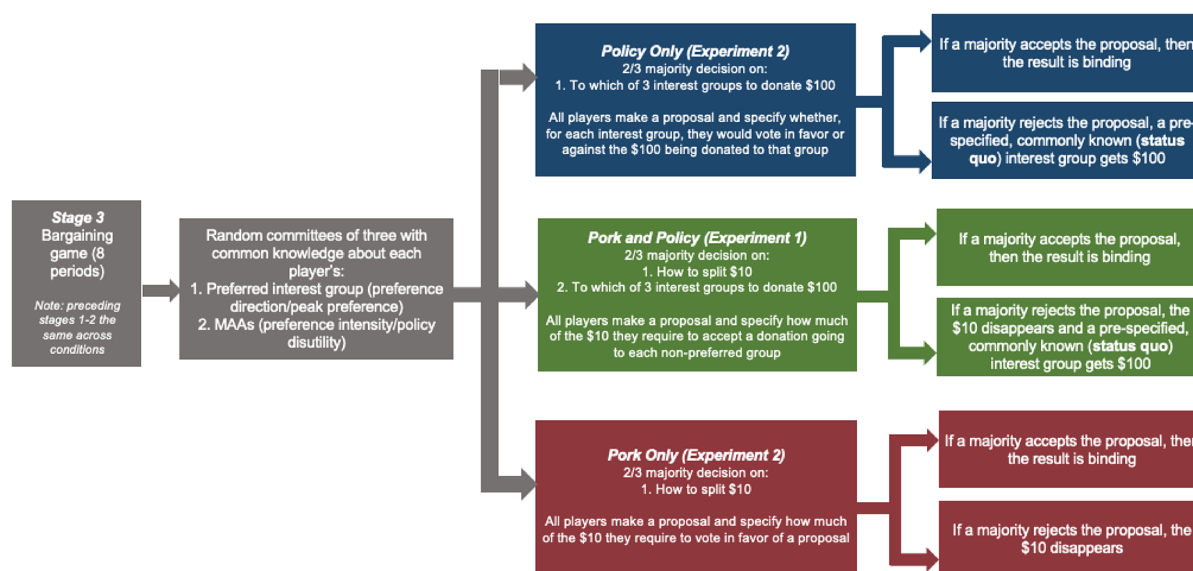 Stage 3
Bargaining
game (8
periods)
Note: preceding
stages 1-2 the
same across
conditions
Random committees of three with
common knowledge about each
player's:
1. Preferred interest group (preference
direction/peak preference)
2. MAAs (preference intensity/policy
disutility)
Policy Only (Experiment 2)
2/3 majority decision on:
1. To which of 3 interest groups to donate $100
All players make a proposal and specify whether,
for each interest group, they would vote in favor or
against the $100 being donated to that group
If a majority accepts the proposal, then
the result is binding
If a majority rejects the proposal, a pre-
specified, commonly known (status
quo) interest group gets $100
Pork and Policy (Experiment 1)
2/3 majority decision on:
1. How to split $10
2. To which of 3 interest groups to donate $100
All players make a proposal and specify how much
of the $10 they require to accept a donation going
to each non-preferred group
If a majority accepts the proposal,
then the result is binding
If a majority rejects the proposal, the
$10 disappears and a pre-specified,
commonly known (status quo)
interest group gets $100
Pork Only (Experiment 2)
2/3 majority decision on:
1. How to split $10
All players make a proposal and specify how much
of the $10 they require to vote in favor of a proposal
If a majority accepts the proposal, then
the result is binding
If a majority rejects the proposal, the
$10 disappears